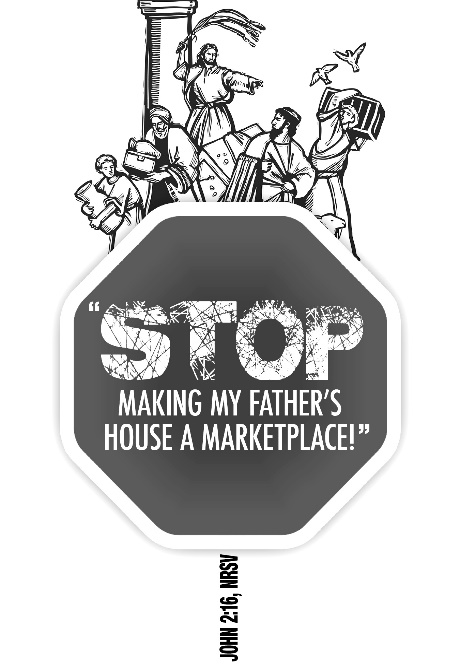 “STOP
MAKING MY FATHER’S
HOUSE A MARKETPLACE!”
JOHN 2:16, NRSV